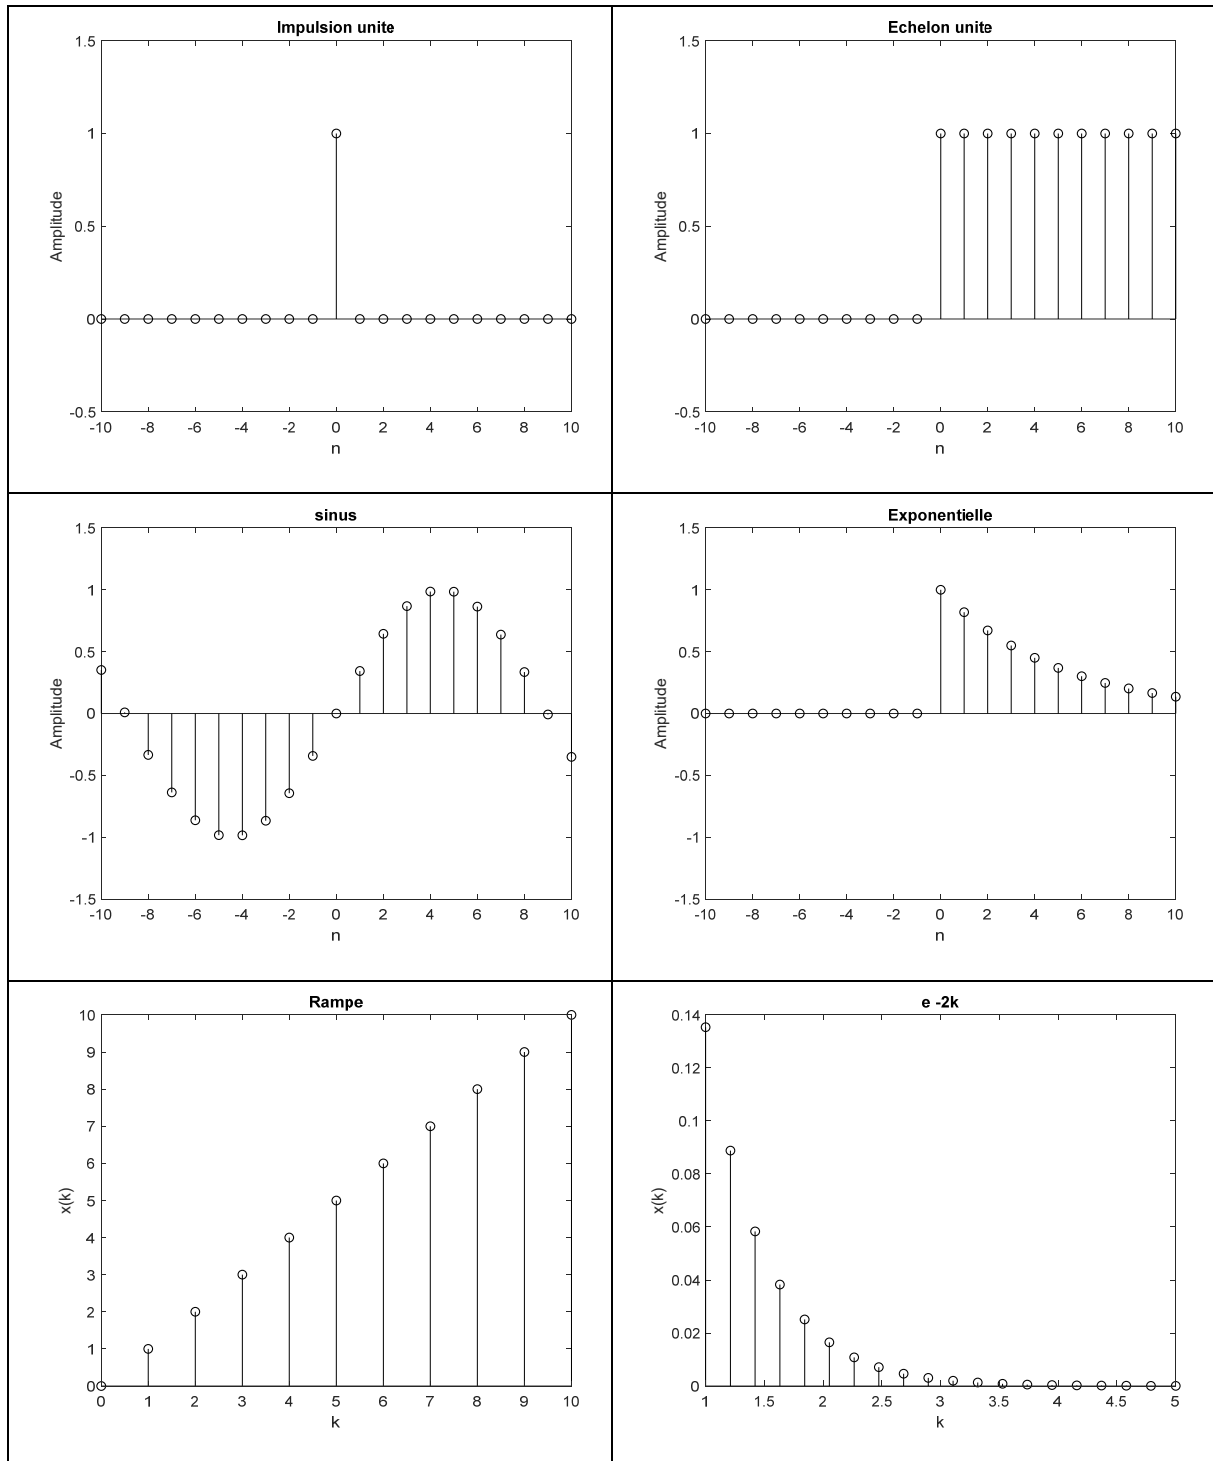 Impulsion unite
1.5
1
0.5
0
-0.5
Amplitude
-10 -8 -6 -4 -2 0 2 4 6 8 10
n
Echelon unite
1.5
1
0.5
0
-0.5
Amplitude
-10 -8 -6 -4 -2 0 2 4 6 8 10
n
sinus
1.5
1
0.5
0
-0.5
-1
-1.5
Amplitude
-10 -8 -6 -4 -2 0 2 4 6 8 10
n
Exponentielle
1.5
1
0.5
0
-0.5
-1
-1.5
Amplitude
-10 -8 -6 -4 -2 0 2 4 6 8 10
n
Rampe
10
9
8
7
6
5
4
3
2
1
0
x(k)
0 1 2 3 4 5 6 7 8 9 10
k
e -2k
0.14
0.12
0.1
0.08
0.06
0.04
0.02
0
x(k)
1 1.5 2 2.5 3 3.5 4 4.5 5
k